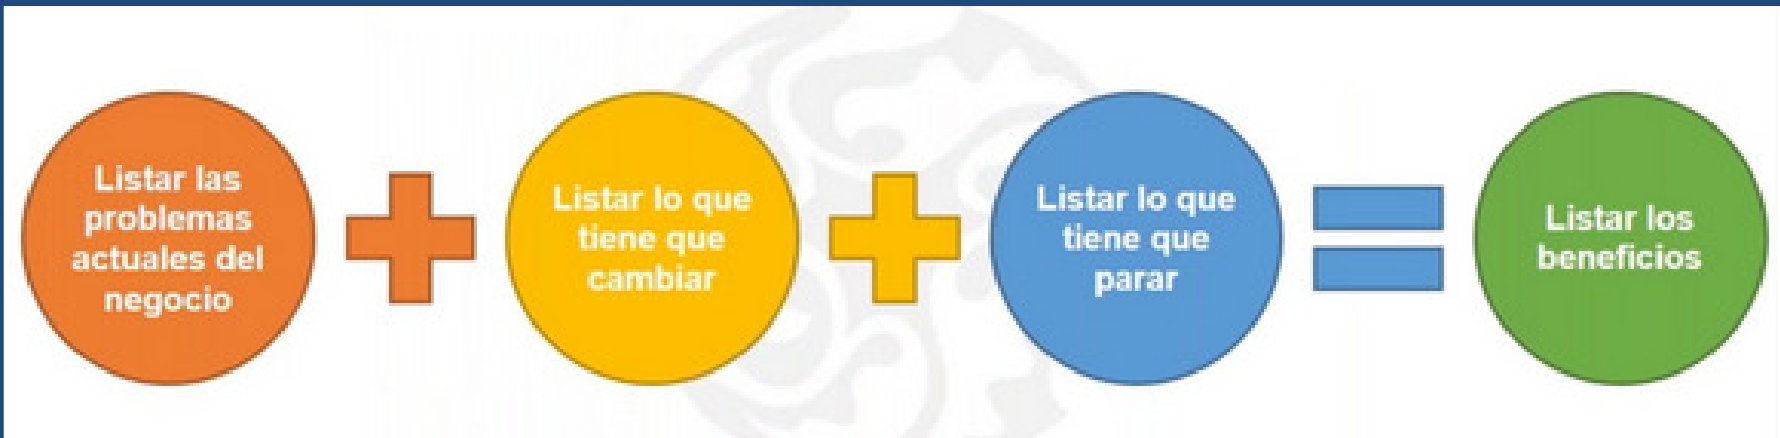 Listar las
problemas
actuales del
negocio
Listar lo que
tiene que
cambiar
Listar lo que
tiene que
parar
Listar los
beneficios